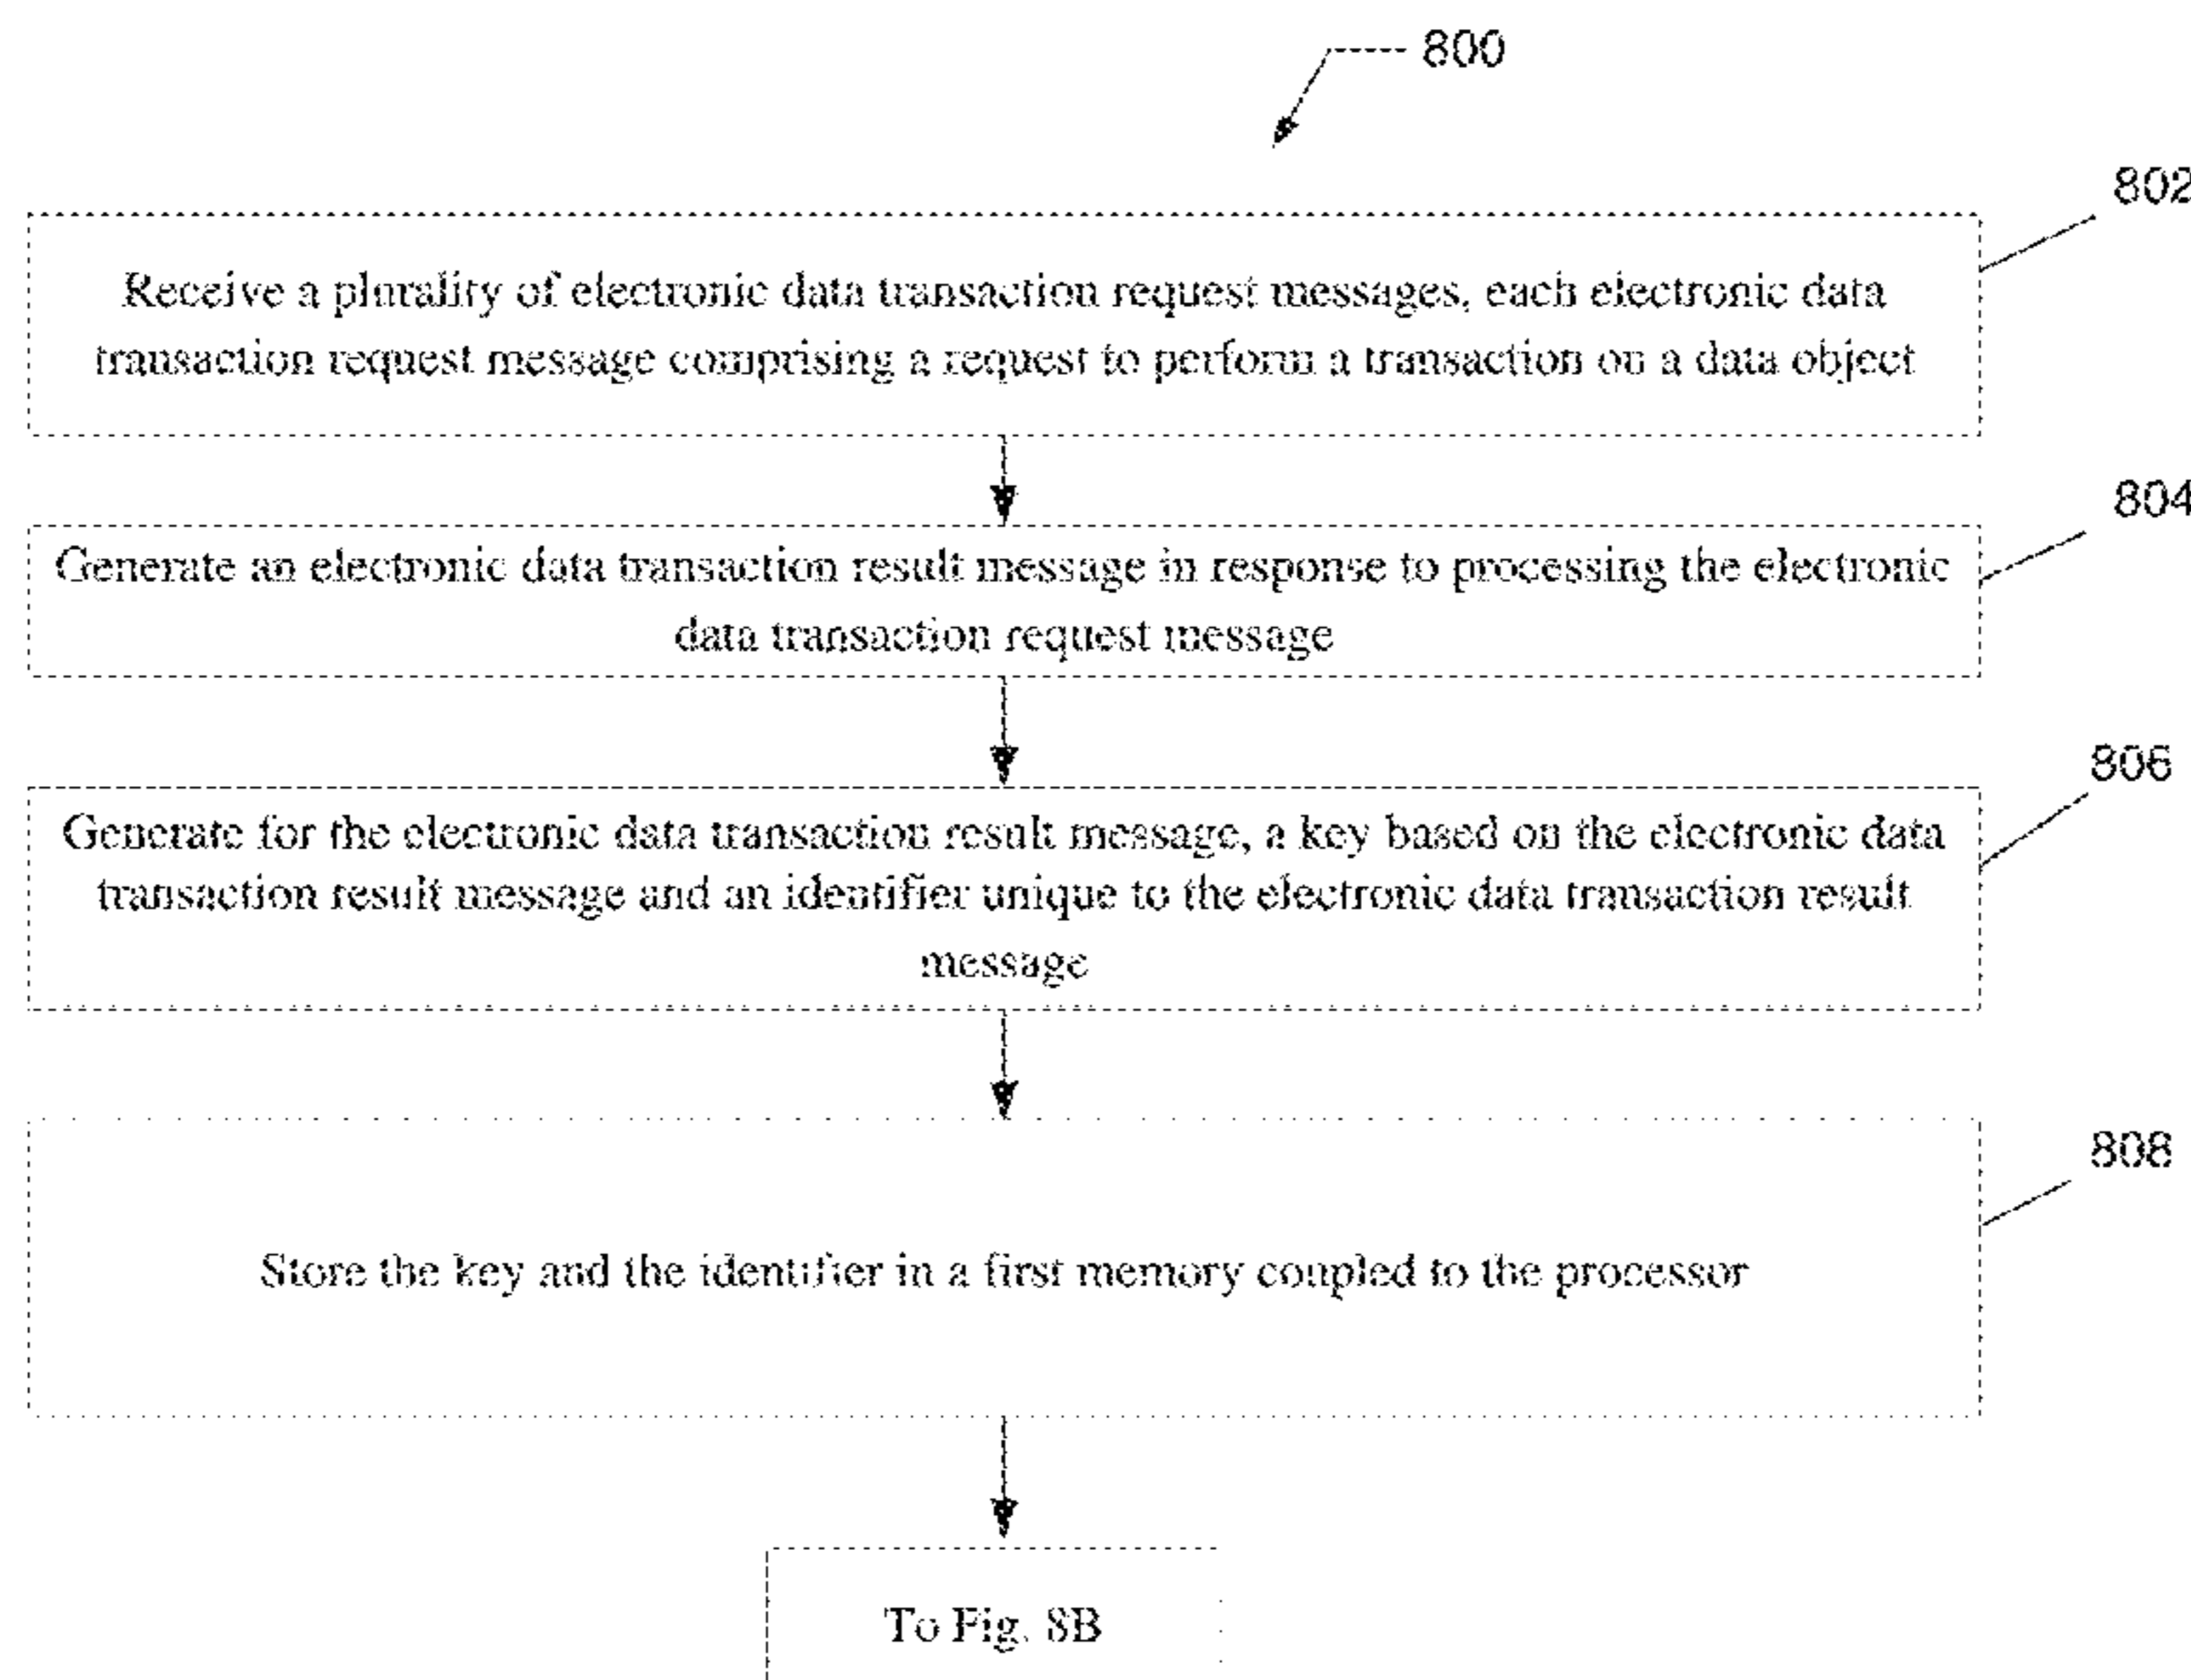 800
802
Receive a plurality of electronic data transaction request messages, each electronic data
transaction request message comprising a request to perform a transaction on a data object
804
Generate an electronic data transaction result message in response to processing the electronic
data transaction request message
806
Generate for the electronic data transaction result message, a key based on the electronic data
transaction result message and an identifier unique to the electronic data transaction result
message
808
Store the key and the identifier in a first memory coupled to the processor
To Fig. 8B